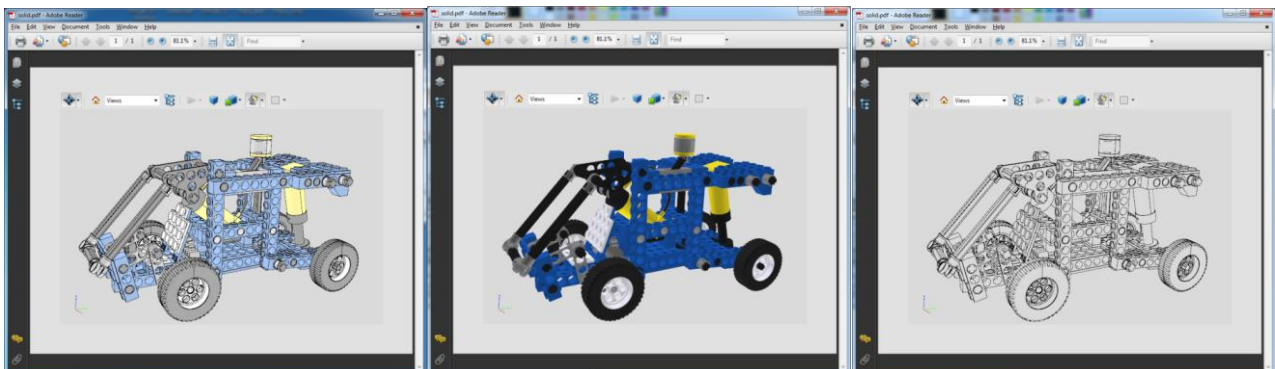 solid.pdf - Adobe Reader
File Edit View Document Tools Window Help
1 / 1 81.1% Find
Views
solid.pdf - Adobe Reader
File Edit View Document Tools Window Help
1 / 1 81.1% Find
Views
solid.pdf - Adobe Reader
File Edit View Document Tools Window Help
1 / 1 81.1% Find
Views